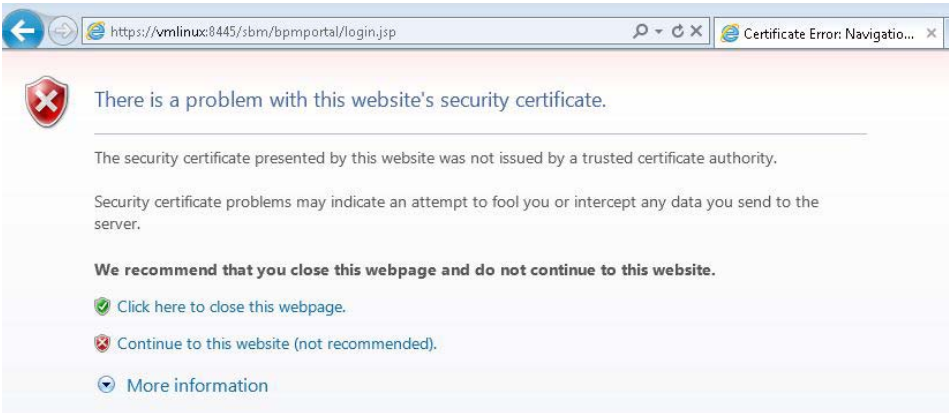 https://vmlinux:8445/sbm/bpmportal/login.jsp
Certificate Error: Navigatio...
There is a problem with this website's security certificate.
The security certificate presented by this website was not issued by a trusted certificate authority.
Security certificate problems may indicate an attempt to fool you or intercept any data you send to the
server.
We recommend that you close this webpage and do not continue to this website.
Click here to close this webpage.
Continue to this website (not recommended).
More information